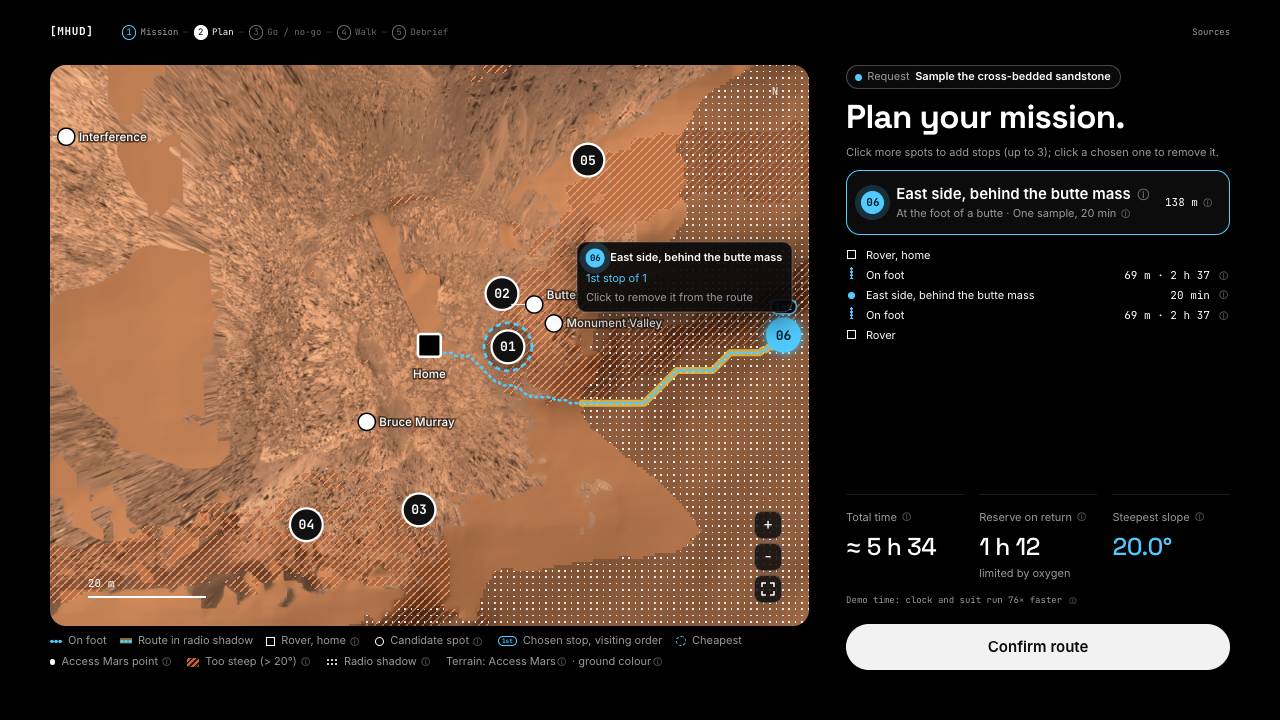 [MHUD]
1 Mission
2 Plan
3 Go / no-go
4 Walk
5 Debrief
Sources
N
Interference
05
02
Butte
Monument Valley
01
Home
Bruce Murray
03
04
20 m
06 East side, behind the butte mass
1st stop of 1
Click to remove it from the route
06
+
-
On foot
Route in radio shadow
Rover, home
Candidate spot
1st Chosen stop, visiting order
Cheapest
Access Mars point
Too steep (> 20°)
Radio shadow
Terrain: Access Mars · ground colour
Request Sample the cross-bedded sandstone
Plan your mission.
Click more spots to add stops (up to 3); click a chosen one to remove it.
06 East side, behind the butte mass 138 m
At the foot of a butte · One sample, 20 min
Rover, home
On foot 69 m · 2 h 37
East side, behind the butte mass 20 min
On foot 69 m · 2 h 37
Rover
Total time
≈ 5 h 34
Reserve on return
1 h 12
limited by oxygen
Steepest slope
20.0°
Demo time: clock and suit run 76× faster
Confirm route